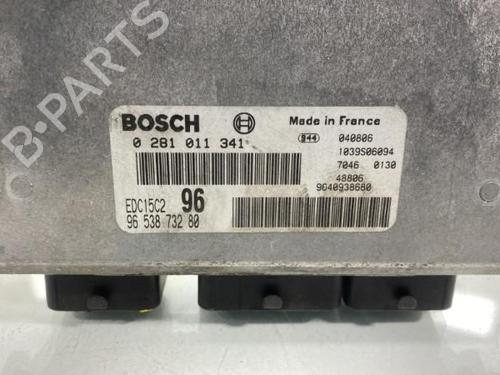 BOSCH
Made in France
0 281 011 341
944 040806
1039S06094
7046 0130
48806
9640938680
EDC15C2 96
96 538 732 80
B-PARTS